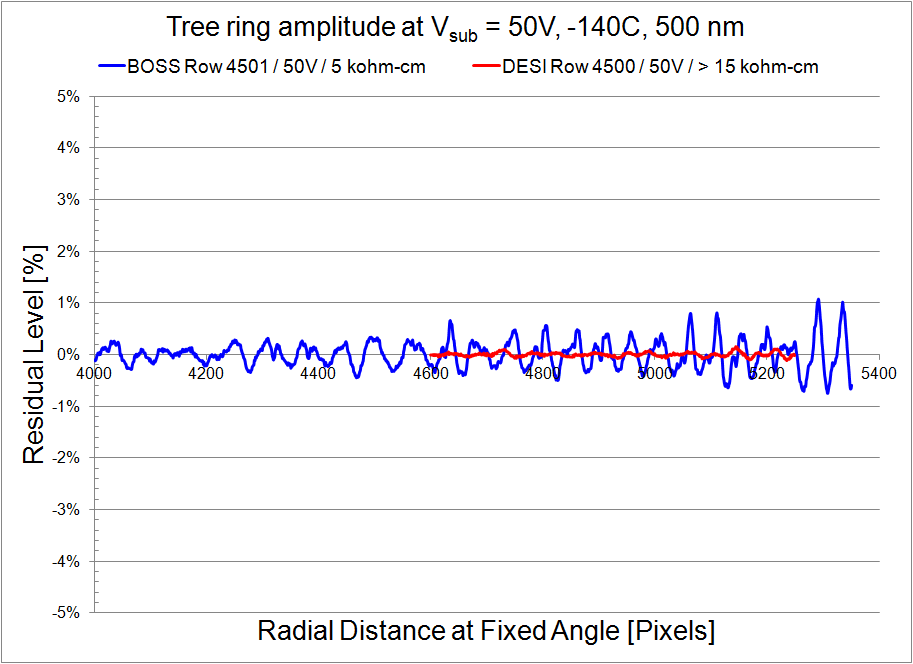 Tree ring amplitude at Vsub = 50V, -140C, 500 nm
BOSS Row 4501 / 50V / 5 kohm-cm DESI Row 4500 / 50V / > 15 kohm-cm
5%
4%
3%
2%
1%
0%
-1%
-2%
-3%
-4%
-5%
Residual Level [%]
4000 4200 4400 4600 4800 5000 5200 5400
Radial Distance at Fixed Angle [Pixels]